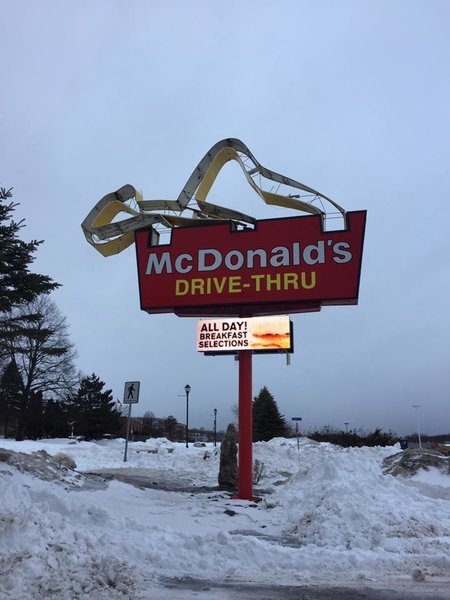 McDonald's
DRIVE-THRU
ALL DAY!
BREAKFAST
SELECTIONS